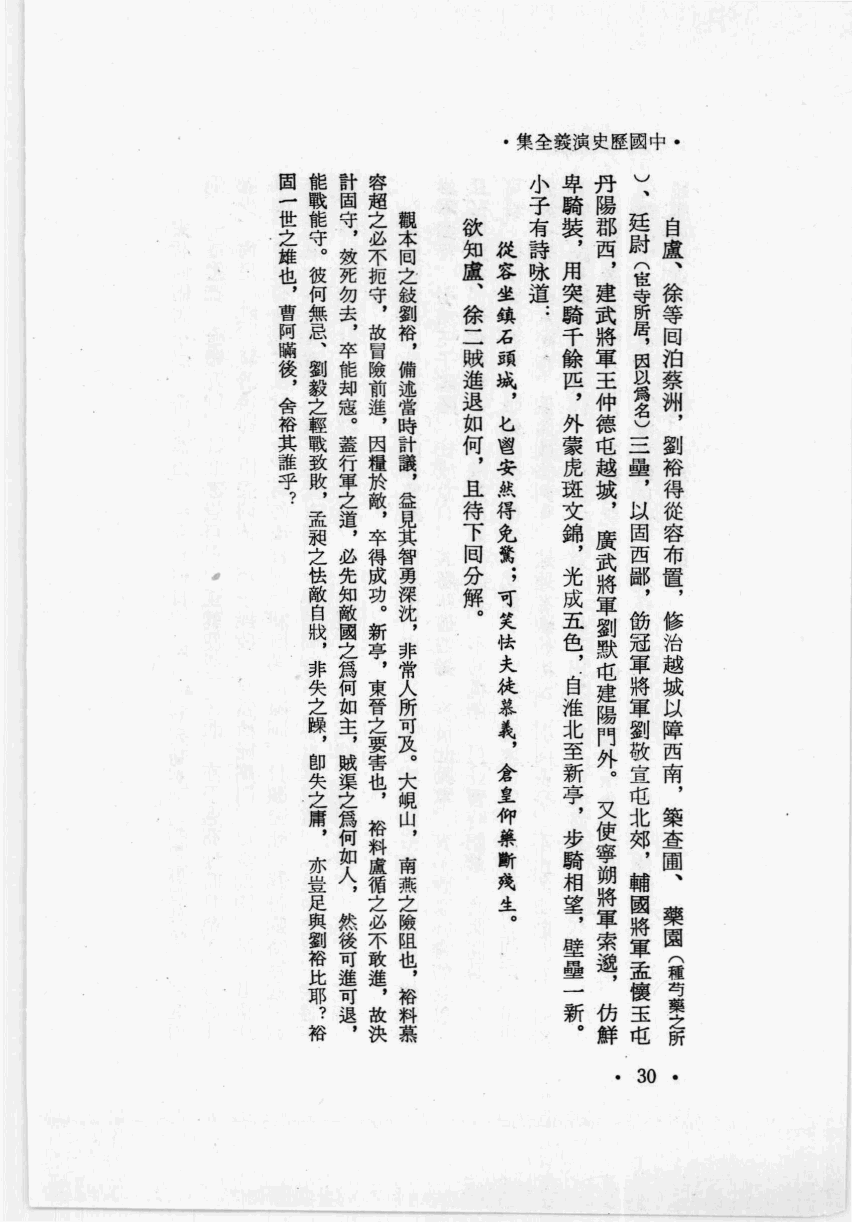 ·中國歷史演義全集·
自盧、徐等囘泊蔡洲，劉裕得從容布置，修治越城以障西南，築查圃、藥園（種芍藥之所
）、廷尉（宦寺所居，因以爲名）三壘，以固西鄙，飭冠軍將軍劉敬宣屯北郊，輔國將軍孟懷玉屯
丹陽郡西，建武將軍王仲德屯越城，廣武將軍劉默屯建陽門外。又使寧朔將軍索邈，仿鮮
卑騎裝，用突騎千餘匹，外蒙虎斑文錦，光成五色，自淮北至新亭，步騎相望，壁壘一新。
小子有詩咏道：
從容坐鎮石頭城，匕鬯安然得免驚；可笑怯夫徒慕義，倉皇仰藥斷殘生。
欲知盧、徐二賊進退如何，且待下囘分解。
觀本囘之敍劉裕，備述當時計議，益見其智勇深沈，非常人所可及。大峴山，南燕之險阻也，裕料慕
容超之必不扼守，故冒險前進，因糧於敵，卒得成功。新亭，東晉之要害也，裕料盧循之必不敢進，故決
計固守，效死勿去，卒能却寇。蓋行軍之道，必先知敵國之爲何如主，賊渠之爲何如人，然後可進可退，
能戰能守。彼何無忌、劉毅之輕戰致敗，孟昶之怯敵自戕，非失之躁，卽失之庸，亦豈足與劉裕比耶？裕
固一世之雄也，曹阿瞞後，舍裕其誰乎？
·30·